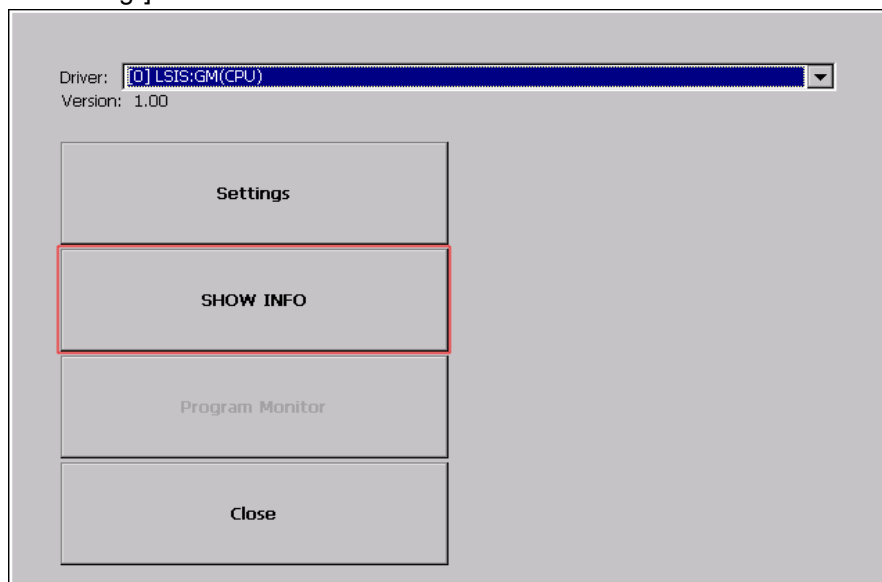 Driver: [0] LSIS:GM(CPU)
Version: 1.00
Settings
SHOW INFO
Program Monitor
Close